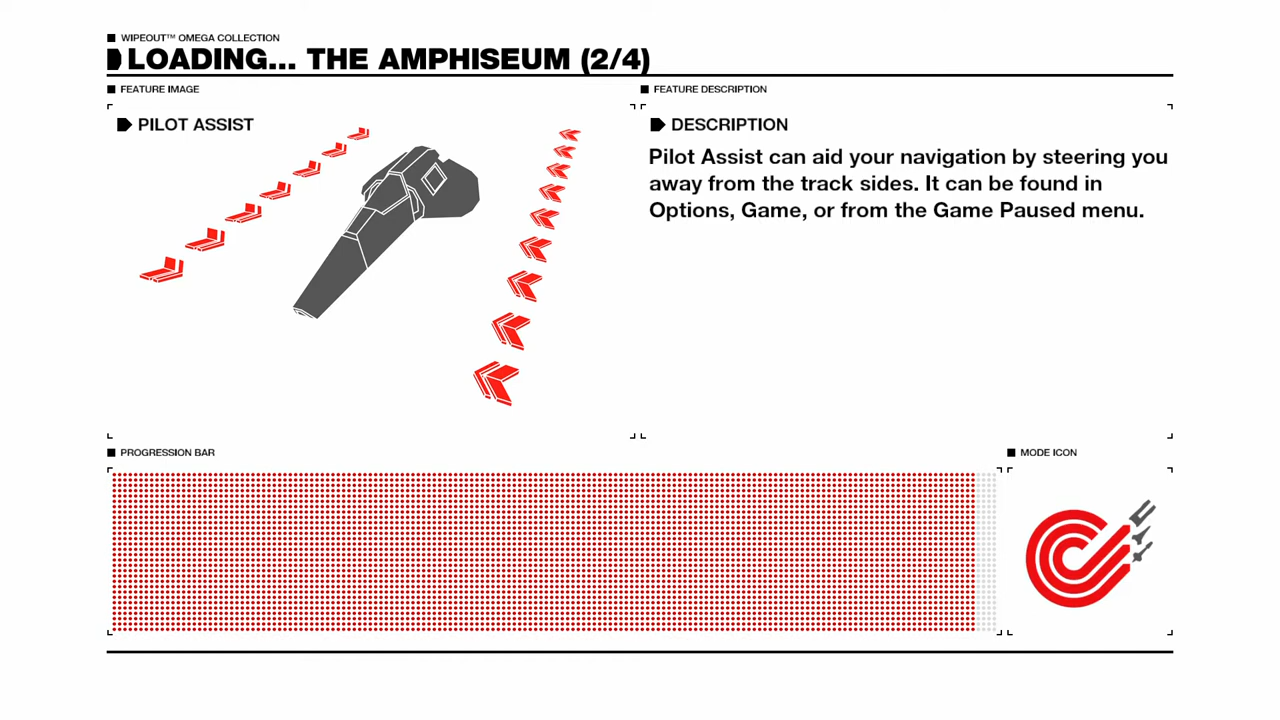 WIPEOUT™ OMEGA COLLECTION
LOADING... THE AMPHISEUM (2/4)
FEATURE IMAGE
PILOT ASSIST
FEATURE DESCRIPTION
DESCRIPTION
Pilot Assist can aid your navigation by steering you
away from the track sides. It can be found in
Options, Game, or from the Game Paused menu.
PROGRESSION BAR
MODE ICON